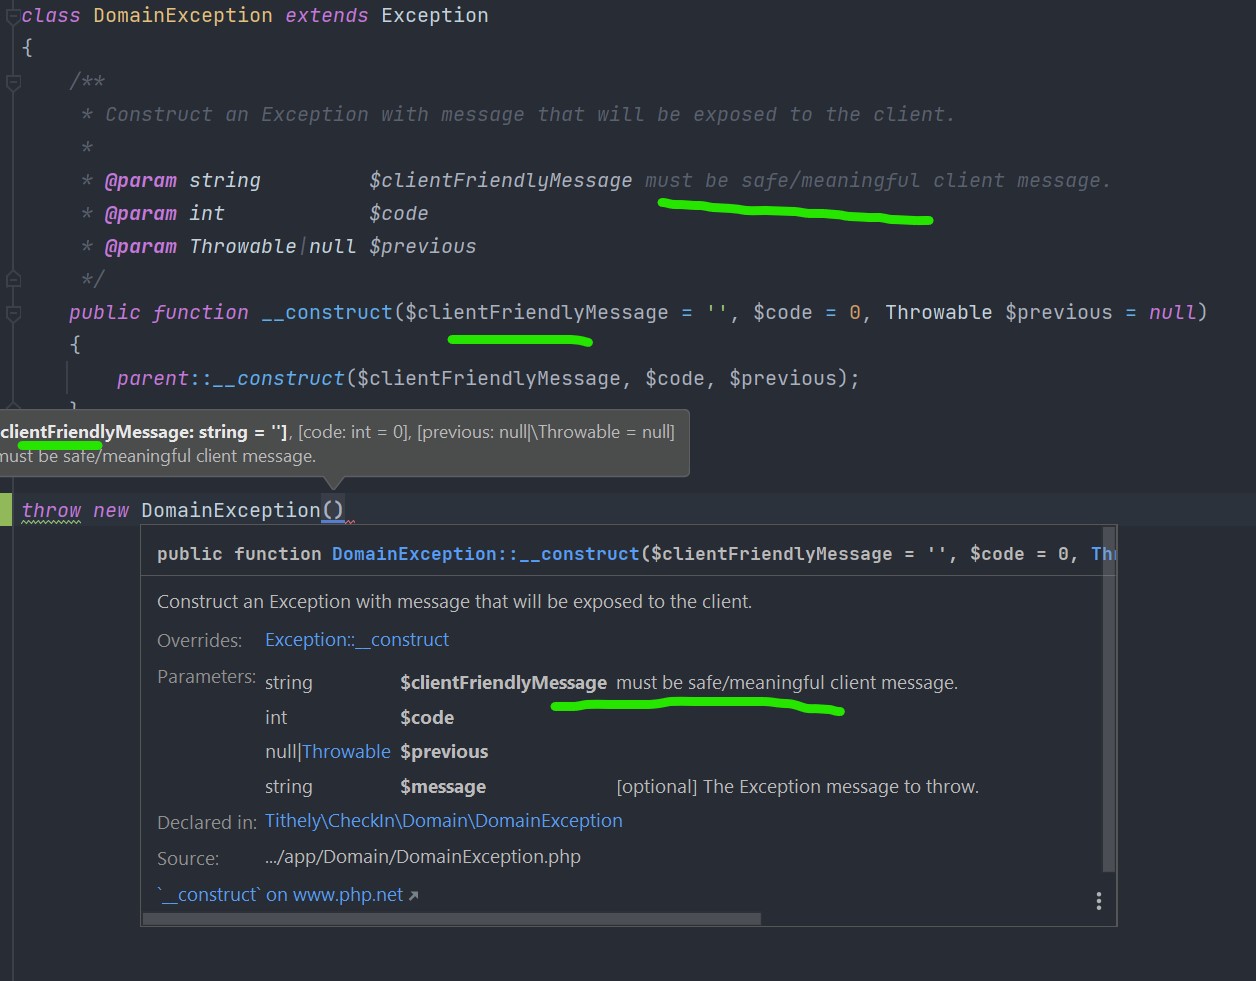 class DomainException extends Exception
{
/**
* Construct an Exception with message that will be exposed to the client.
*
* @param string $clientFriendlyMessage must be safe/meaningful client message.
* @param int $code
* @param Throwable|null $previous
*/
public function __construct($clientFriendlyMessage = '', $code = 0, Throwable $previous = null)
{
parent::__construct($clientFriendlyMessage, $code, $previous);
}
clientFriendlyMessage: string = ''], [code: int = 0], [previous: null|\Throwable = null]
must be safe/meaningful client message.
throw new DomainException()
public function DomainException::__construct($clientFriendlyMessage = '', $code = 0, Th
Construct an Exception with message that will be exposed to the client.
Overrides: Exception::__construct
Parameters: string $clientFriendlyMessage must be safe/meaningful client message.
int $code
null|Throwable $previous
string $message [optional] The Exception message to throw.
Declared in: Tithely\CheckIn\Domain\DomainException
Source: .../app/Domain/DomainException.php
`__construct` on www.php.net